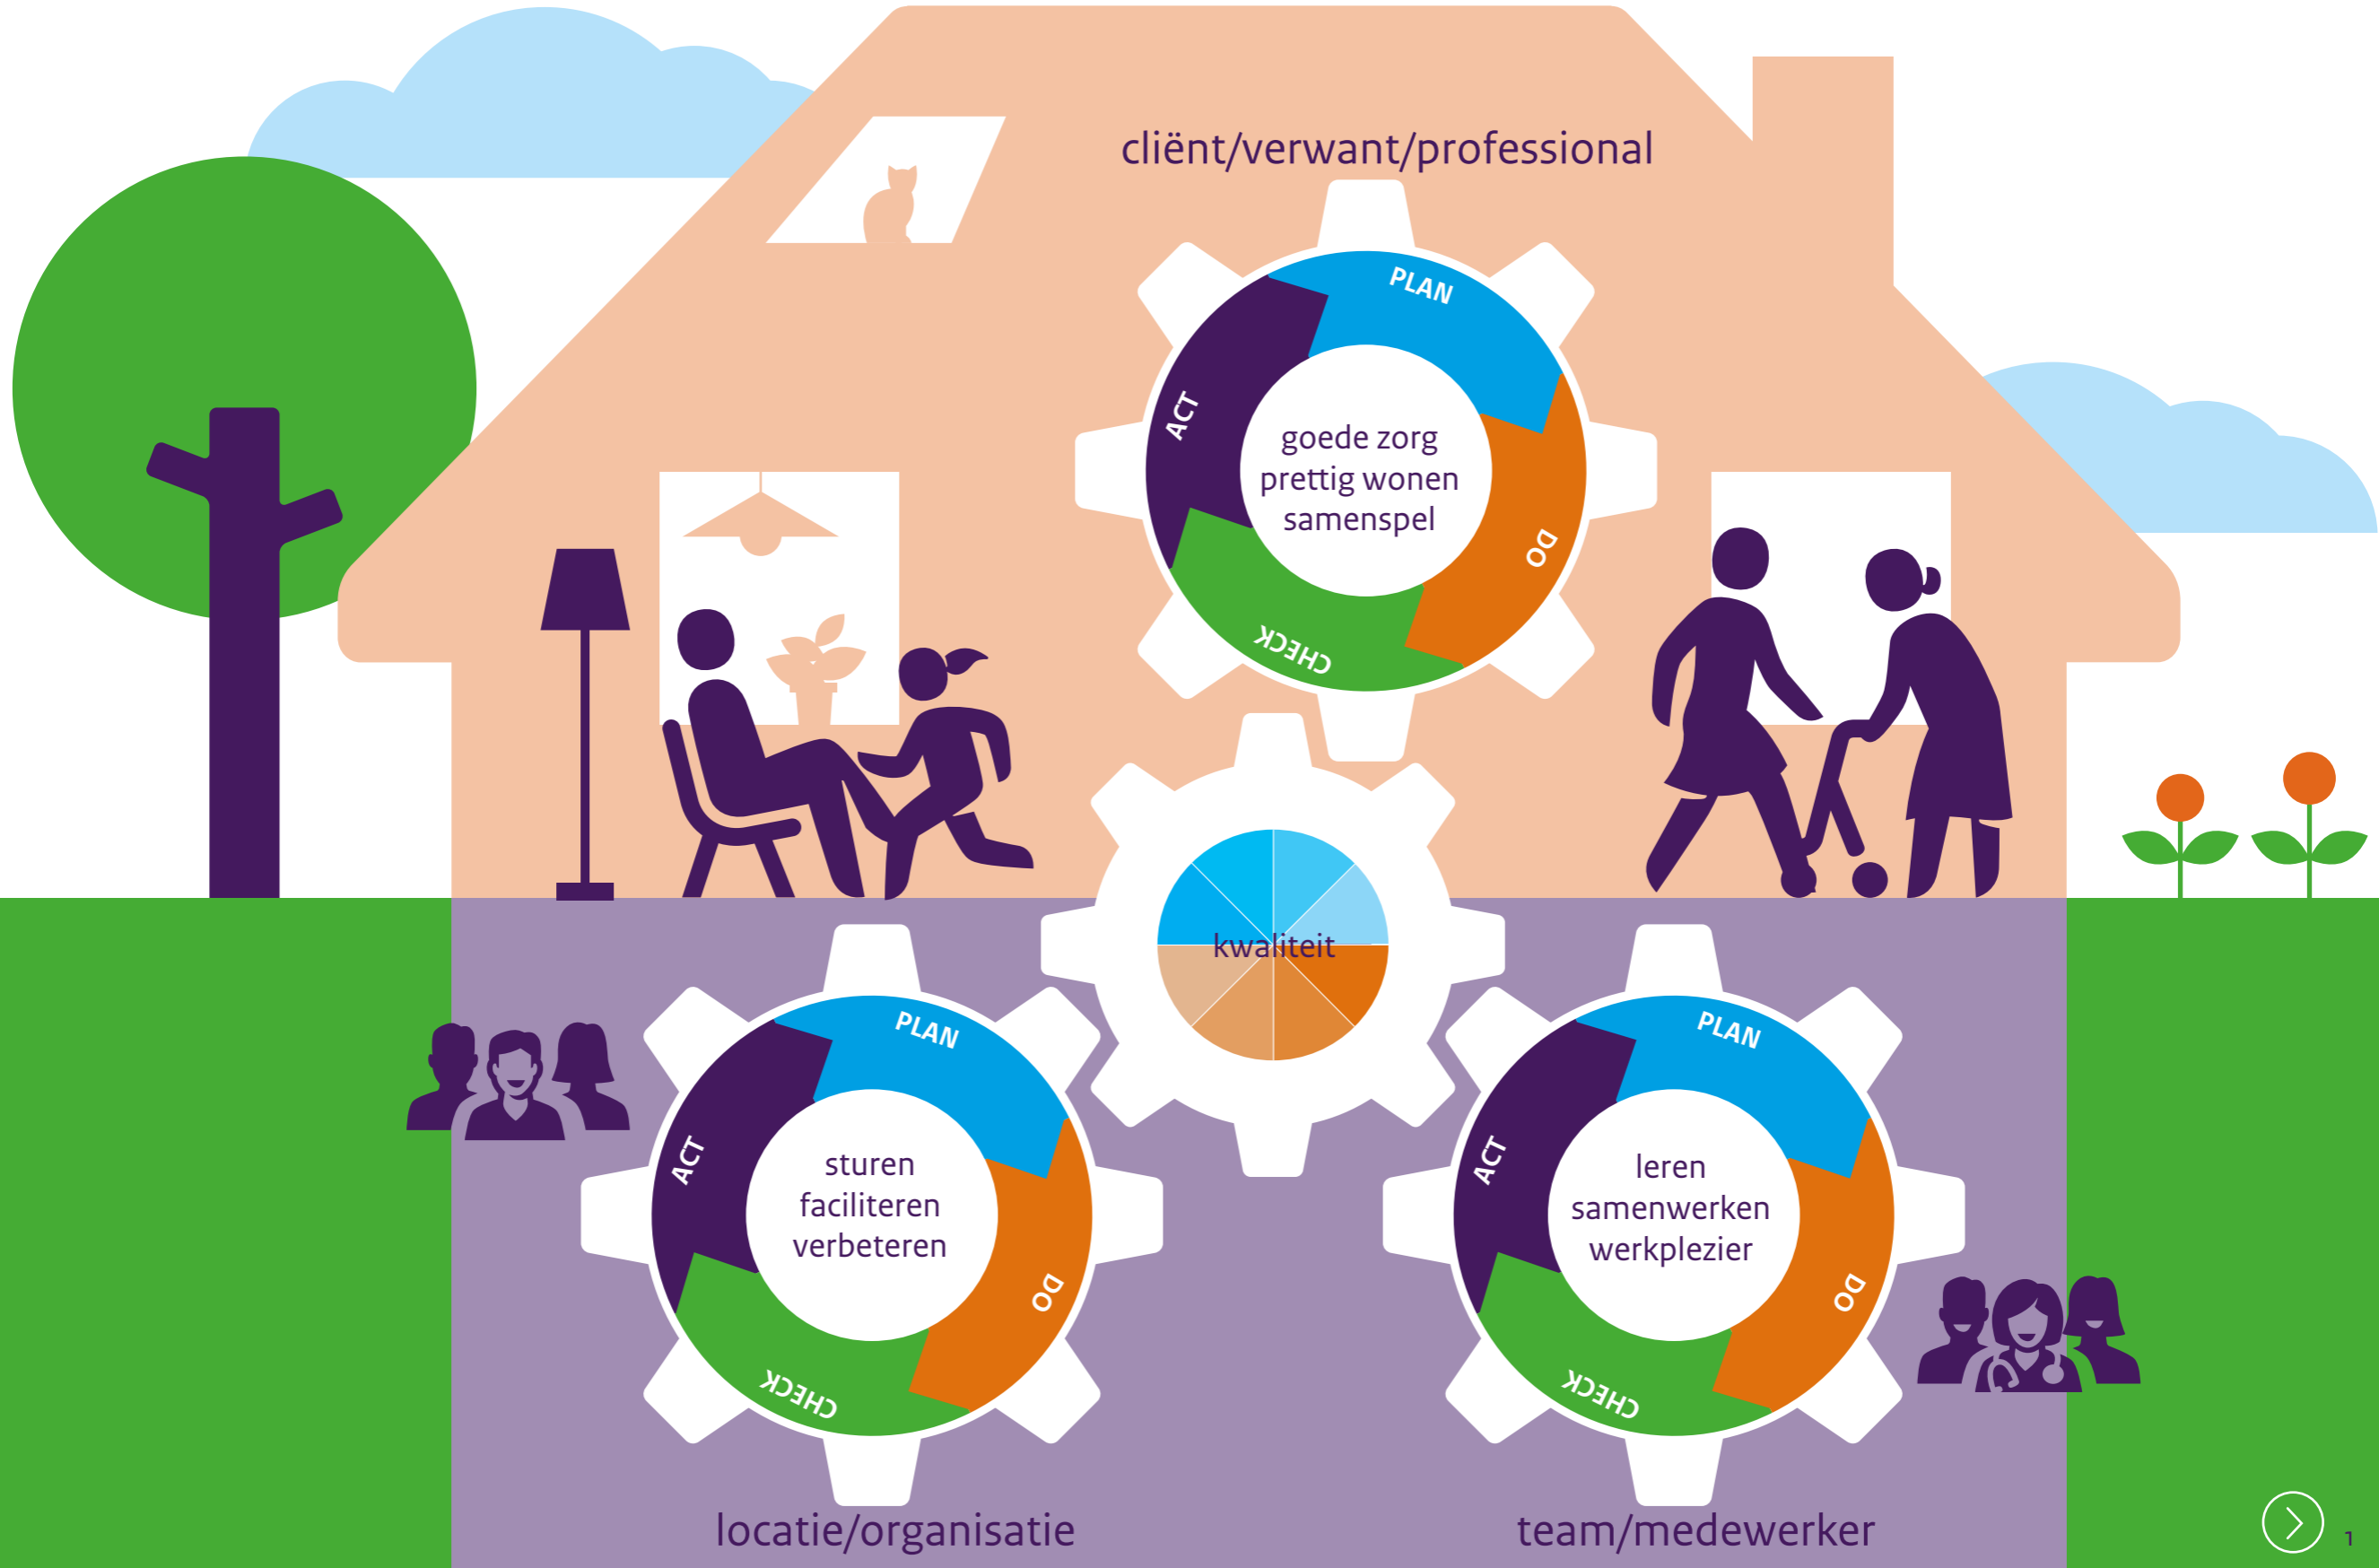 cliënt/verwant/professional
PLAN
DO
CHECK
ACT
goede zorg
prettig wonen
samenspel
kwaliteit
PLAN
DO
CHECK
ACT
sturen
faciliteren
verbeteren
locatie/organisatie
PLAN
DO
CHECK
ACT
leren
samenwerken
werkplezier
team/medewerker
1